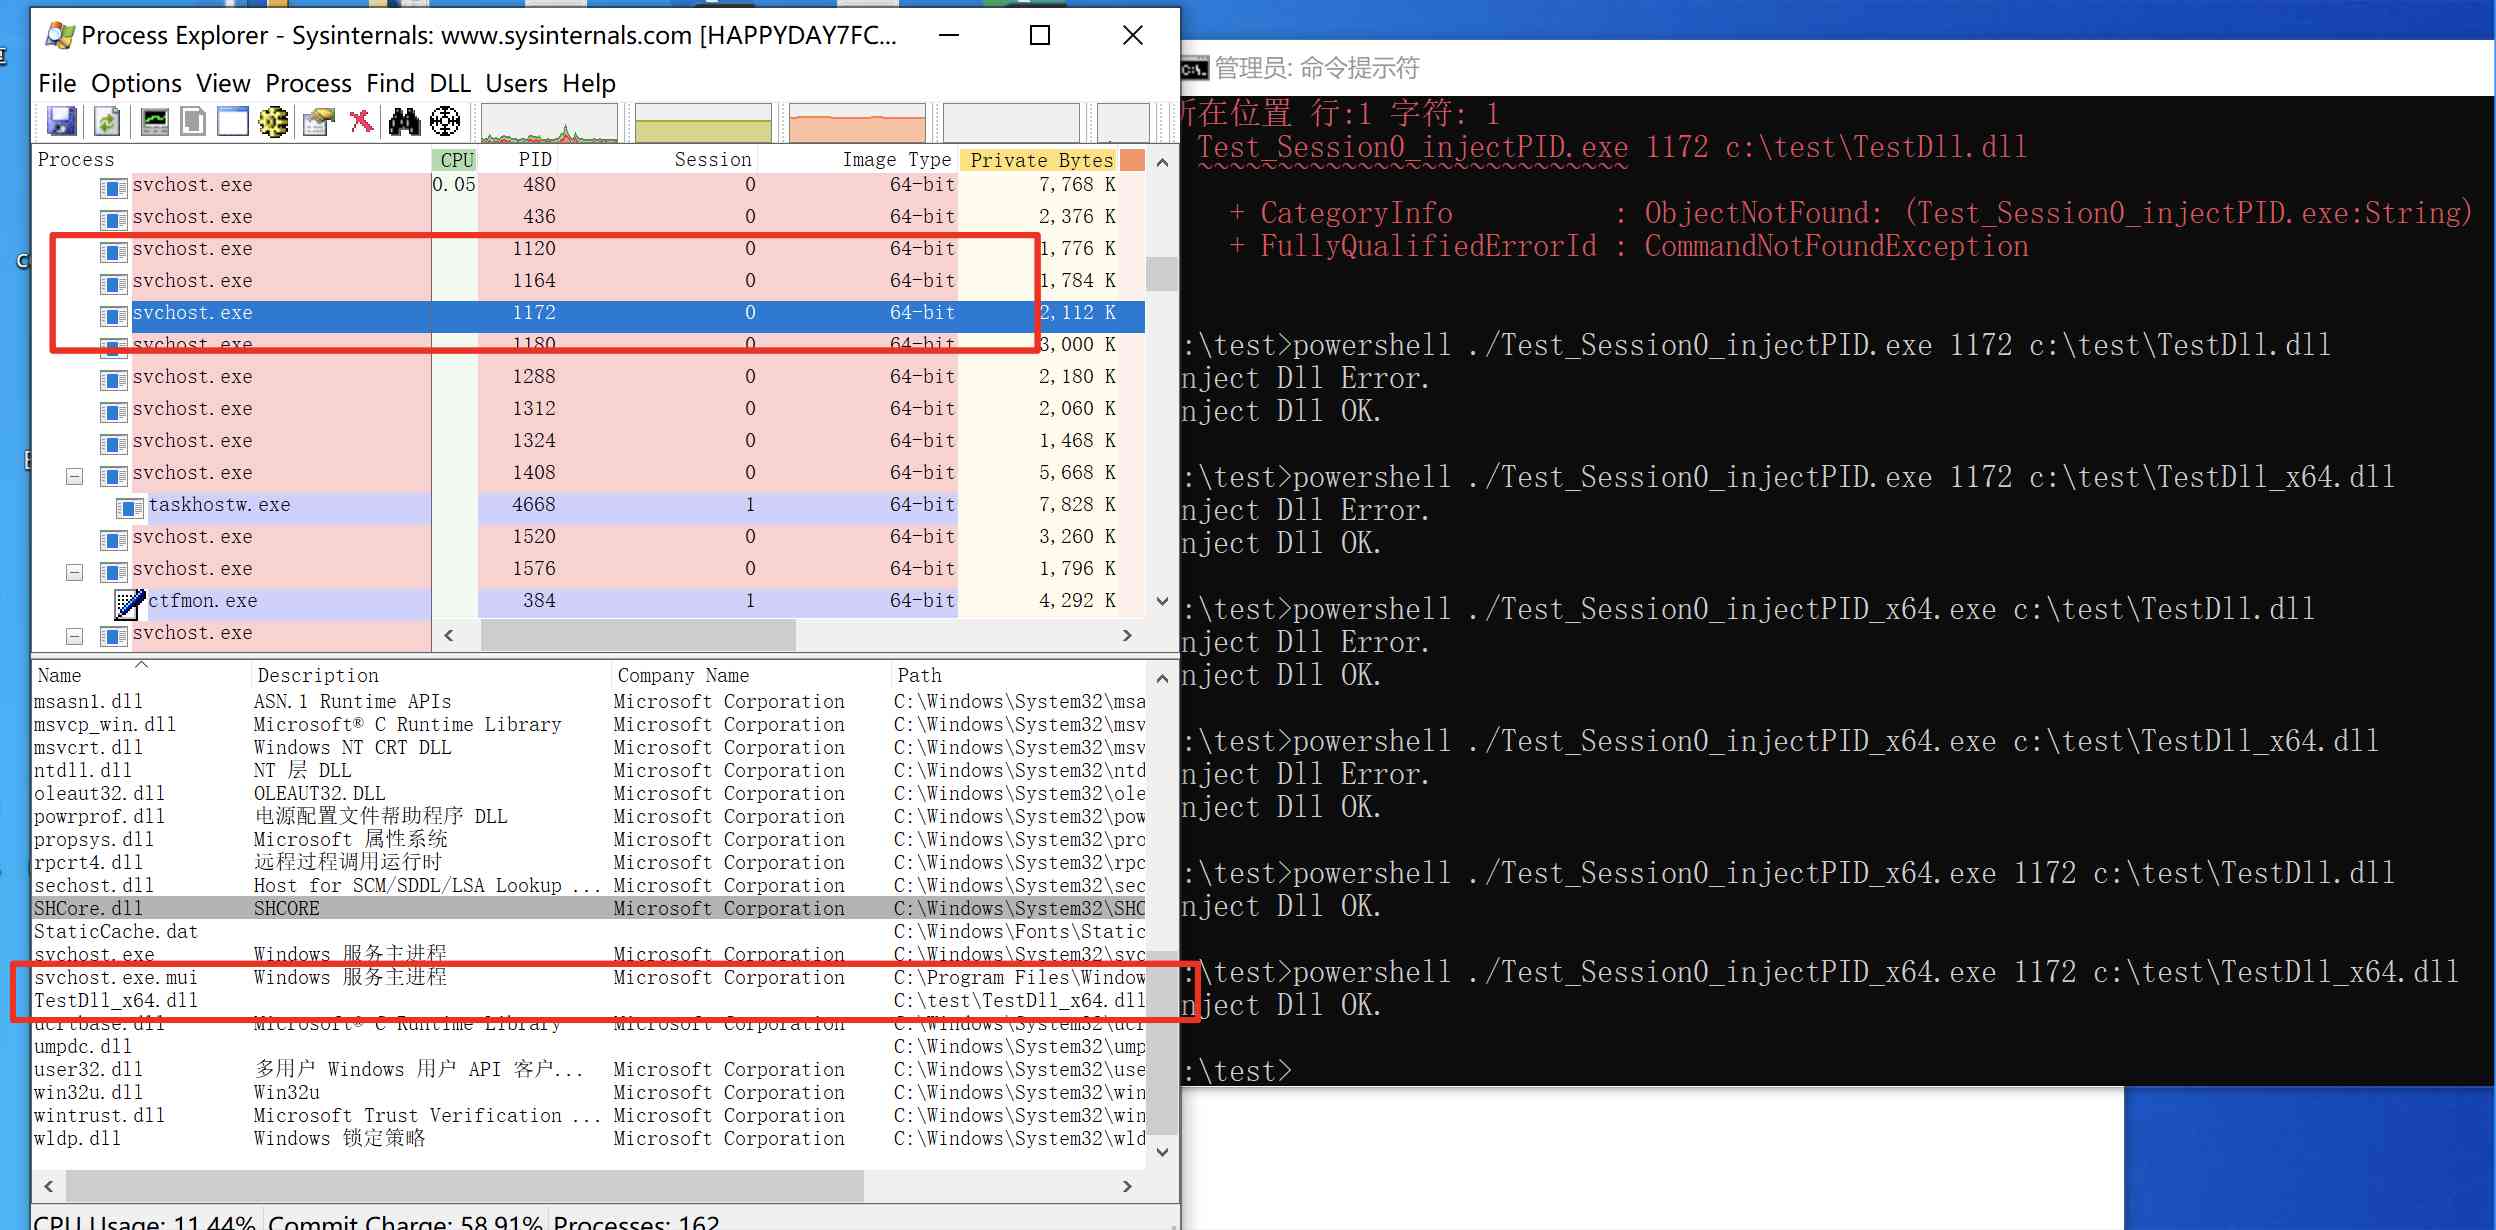 Process Explorer - Sysinternals: www.sysinternals.com [HAPPYDAY7FC...
File Options View Process Find DLL Users Help
Process CPU PID Session Image Type Private Bytes
svchost.exe 0.05 480 0 64-bit 7,768 K
svchost.exe 436 0 64-bit 2,376 K
svchost.exe 1120 0 64-bit 1,776 K
svchost.exe 1164 0 64-bit 1,784 K
svchost.exe 1172 0 64-bit 2,112 K
svchost.exe 1180 0 64-bit 3,000 K
svchost.exe 1288 0 64-bit 2,180 K
svchost.exe 1312 0 64-bit 2,060 K
svchost.exe 1324 0 64-bit 1,468 K
svchost.exe 1408 0 64-bit 5,668 K
taskhostw.exe 4668 1 64-bit 7,828 K
svchost.exe 1520 0 64-bit 3,260 K
svchost.exe 1576 0 64-bit 1,796 K
ctfmon.exe 384 1 64-bit 4,292 K
svchost.exe
Name Description Company Name Path
msasn1.dll ASN.1 Runtime APIs Microsoft Corporation C:\Windows\System32\msa
msvcp_win.dll Microsoft® C Runtime Library Microsoft Corporation C:\Windows\System32\msv
msvcrt.dll Windows NT CRT DLL Microsoft Corporation C:\Windows\System32\msv
ntdll.dll NT 层 DLL Microsoft Corporation C:\Windows\System32\ntd
oleaut32.dll OLEAUT32.DLL Microsoft Corporation C:\Windows\System32\ole
powrprof.dll 电源配置文件帮助程序 DLL Microsoft Corporation C:\Windows\System32\pow
propsys.dll Microsoft 属性系统 Microsoft Corporation C:\Windows\System32\pro
rpcrt4.dll 远程过程调用运行时 Microsoft Corporation C:\Windows\System32\rpc
sechost.dll Host for SCM/SDDL/LSA Lookup ... Microsoft Corporation C:\Windows\System32\sec
SHCore.dll SHCORE Microsoft Corporation C:\Windows\System32\SHC
StaticCache.dat C:\Windows\Fonts\Static
svchost.exe Windows 服务主进程 Microsoft Corporation C:\Windows\System32\svc
svchost.exe.mui Windows 服务主进程 Microsoft Corporation C:\Program Files\Window
TestDll_x64.dll C:\test\TestDll_x64.dll
ucrtbase.dll Microsoft® C Runtime Library Microsoft Corporation C:\Windows\System32\ucr
umpdc.dll C:\Windows\System32\ump
user32.dll 多用户 Windows 用户 API 客户... Microsoft Corporation C:\Windows\System32\use
win32u.dll Win32u Microsoft Corporation C:\Windows\System32\win
wintrust.dll Microsoft Trust Verification ... Microsoft Corporation C:\Windows\System32\win
wldp.dll Windows 锁定策略 Microsoft Corporation C:\Windows\System32\wld
CPU Usage: 11.44% Commit Charge: 58.91% Processes: 162
管理员: 命令提示符
所在位置 行:1 字符: 1
Test_Session0_injectPID.exe 1172 c:\test\TestDll.dll
~~~~~~~~~~~~~~~~~~~~~~~~~~~
+ CategoryInfo : ObjectNotFound: (Test_Session0_injectPID.exe:String)
+ FullyQualifiedErrorId : CommandNotFoundException
:\test>powershell ./Test_Session0_injectPID.exe 1172 c:\test\TestDll.dll
nject Dll Error.
nject Dll OK.
:\test>powershell ./Test_Session0_injectPID.exe 1172 c:\test\TestDll_x64.dll
nject Dll Error.
nject Dll OK.
:\test>powershell ./Test_Session0_injectPID_x64.exe c:\test\TestDll.dll
nject Dll Error.
nject Dll OK.
:\test>powershell ./Test_Session0_injectPID_x64.exe c:\test\TestDll_x64.dll
nject Dll Error.
nject Dll OK.
:\test>powershell ./Test_Session0_injectPID_x64.exe 1172 c:\test\TestDll.dll
nject Dll OK.
:\test>powershell ./Test_Session0_injectPID_x64.exe 1172 c:\test\TestDll_x64.dll
nject Dll OK.
:\test>